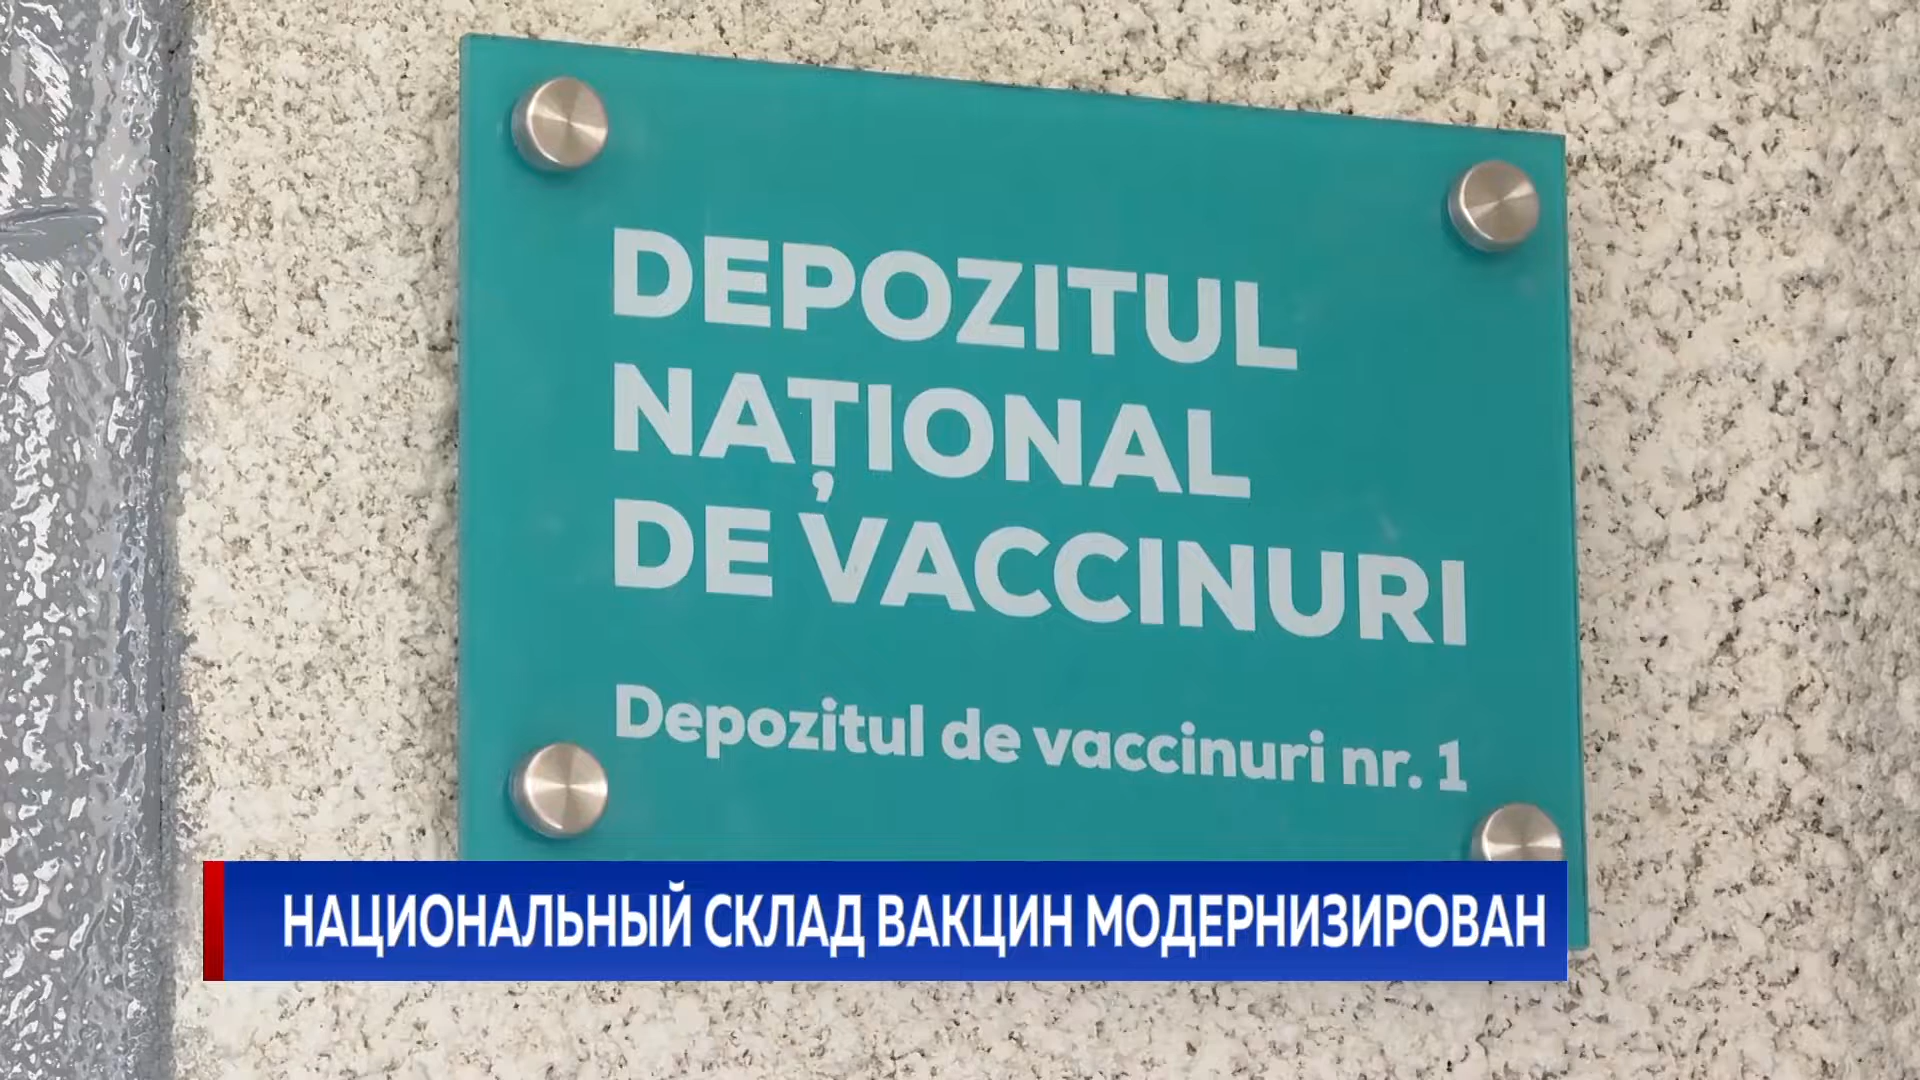 DEPOZITUL
NAȚIONAL
DE VACCINURI
Depozitul de vaccinuri nr. 1
НАЦИОНАЛЬНЫЙ СКЛАД ВАКЦИН МОДЕРНИЗИРОВАН